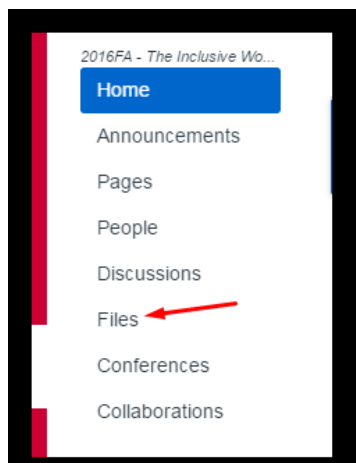 2016FA - The Inclusive Wo...
Home
Announcements
Pages
People
Discussions
Files
Conferences
Collaborations